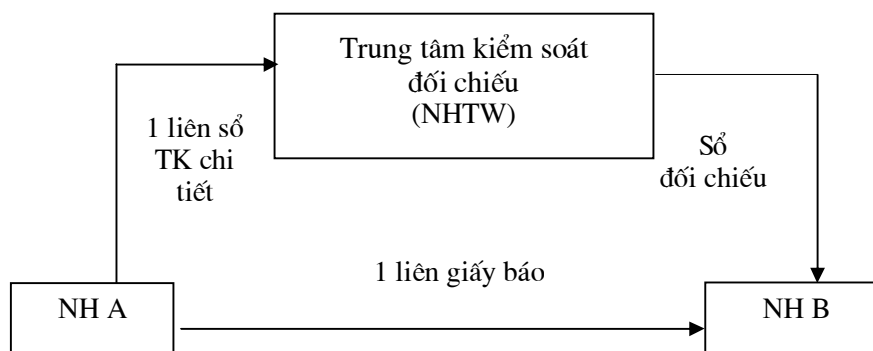 Trung tâm kiểm soát
đối chiếu
(NHTW)
1 liên sổ
TK chi
tiết
Sổ
đối chiếu
1 liên giấy báo
NH A
NH B